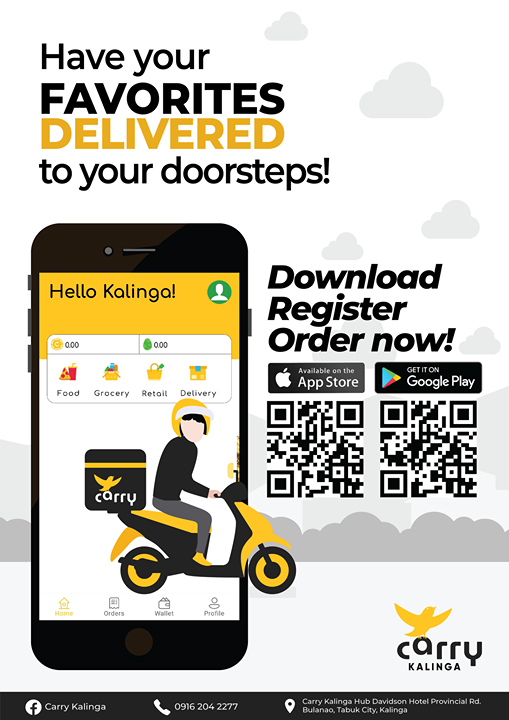 Have your
FAVORITES
DELIVERED
to your doorsteps!
Hello Kalinga!
0.00
0.00
Food
Grocery
Retail
Delivery
carry
Home
Orders
Wallet
Profile
Download
Register
Order now!
Available on the
App Store
GET IT ON
Google Play
carry
KALINGA
Carry Kalinga
0916 204 2277
Carry Kalinga Hub Davidson Hotel Provincial Rd.
Bulanao, Tabuk City, Kalinga